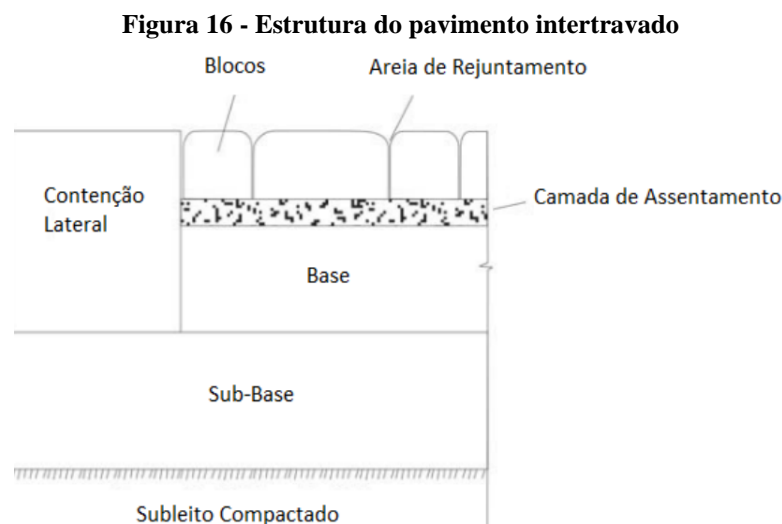 Figura 16 - Estrutura do pavimento intertravado
Blocos
Areia de Rejuntamento
Contenção
Lateral
Camada de Assentamento
Base
Sub-Base
Subleito Compactado